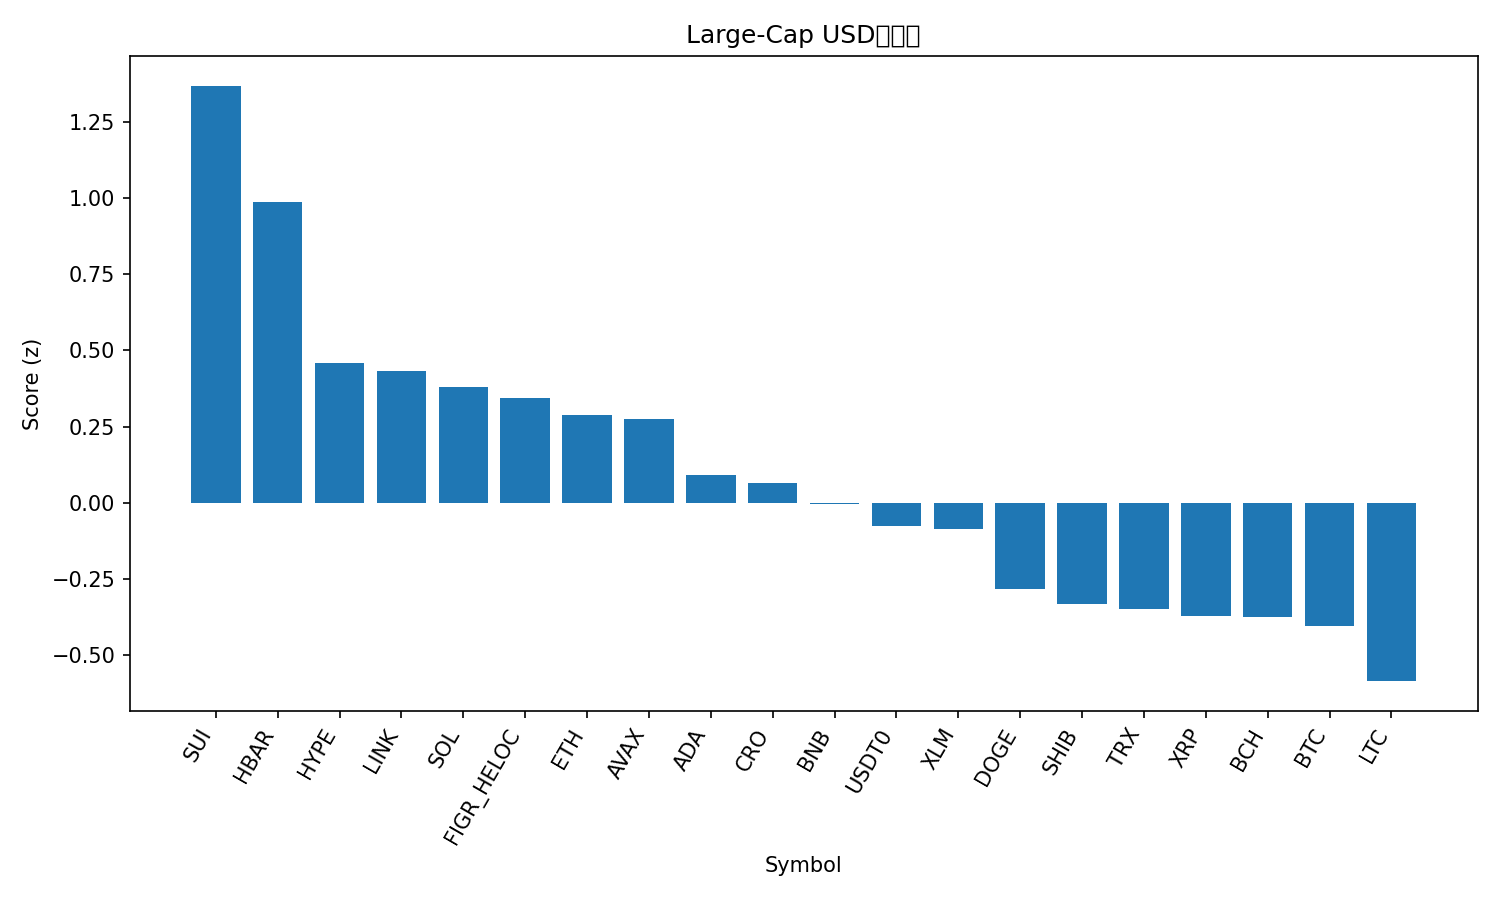 Large-Cap USD
1.25
1.00
0.75
0.50
0.25
0.00
−0.25
−0.50
Score (z)
SUI
HBAR
HYPE
LINK
SOL
FIGR_HELOC
ETH
AVAX
ADA
CRO
BNB
USDT0
XLM
DOGE
SHIB
TRX
XRP
BCH
BTC
LTC
Symbol